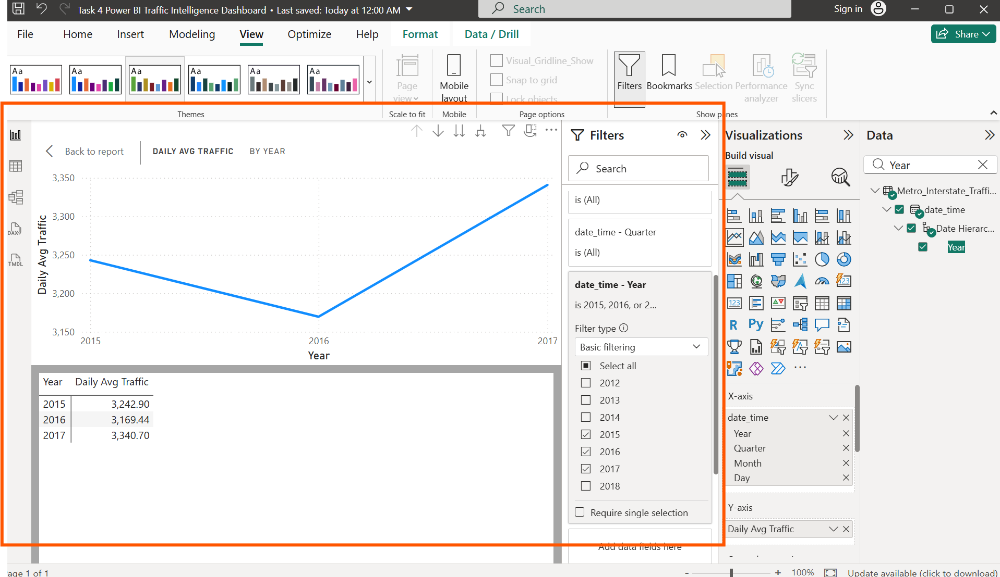 Task 4 Power BI Traffic Intelligence Dashboard • Last saved: Today at 12:00 AM
Search
Sign in
File Home Insert Modeling View Optimize Help Format Data / Drill
Share
Aa Aa Aa Aa Aa Aa
Page view
Mobile layout
Visual_Gridline_Show
Snap to grid
Lock objects
Filters
Bookmarks
Selection
Performance analyzer
Sync slicers
Themes
Scale to fit
Mobile
Page options
Show panes
Back to report
DAILY AVG TRAFFIC
BY YEAR
3,350
3,300
3,250
3,200
3,150
Daily Avg Traffic
2015 2016 2017
Year
DAX
TMDL
Year Daily Avg Traffic
2015 3,242.90
2016 3,169.44
2017 3,340.70
Filters
Search
is (All)
date_time - Quarter
is (All)
date_time - Year
is 2015, 2016, or 2...
Filter type
Basic filtering
Select all
2012
2013
2014
2015
2016
2017
2018
Require single selection
Add data fields here
Visualizations
Build visual
123
123
R Py
X-axis
date_time
Year
Quarter
Month
Day
Y-axis
Daily Avg Traffic
Data
Year
Metro_Interstate_Traffi...
date_time
Date Hierarc...
Year
age 1 of 1
- + 100%
Update available (click to download)